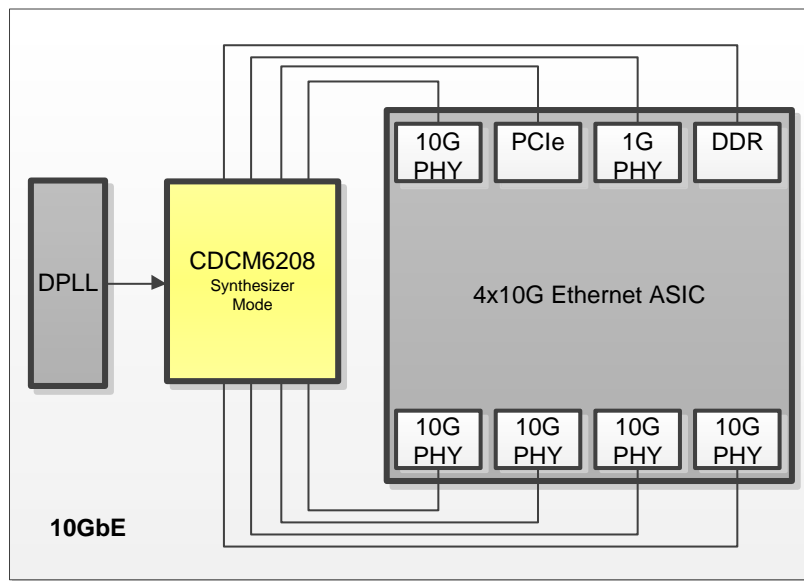 10G
PHY
PCIe
1G
PHY
DDR
DPLL
CDCM6208
Synthesizer
Mode
4x10G Ethernet ASIC
10G
PHY
10G
PHY
10G
PHY
10G
PHY
10GbE